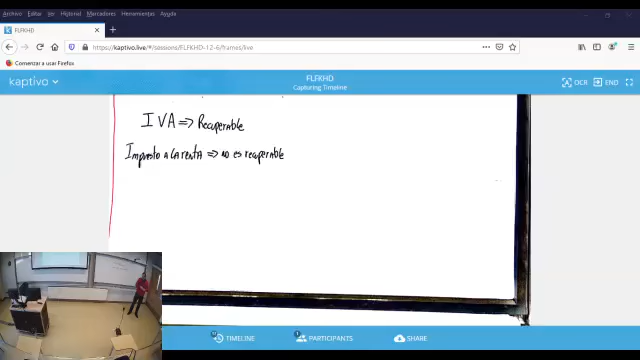 Archivo Editar Ver Historial Marcadores Herramientas Ayuda
FLFKHD
https://kaptivo.live/#/sessions/FLFKHD-12-6/frames/live
Comenzar a usar Firefox
kaptivo
FLFKHD
Capturing Timeline
OCR
END
IVA => Recuperable
Impuesto a la renta => no es recuperable
TIMELINE
PARTICIPANTS
SHARE